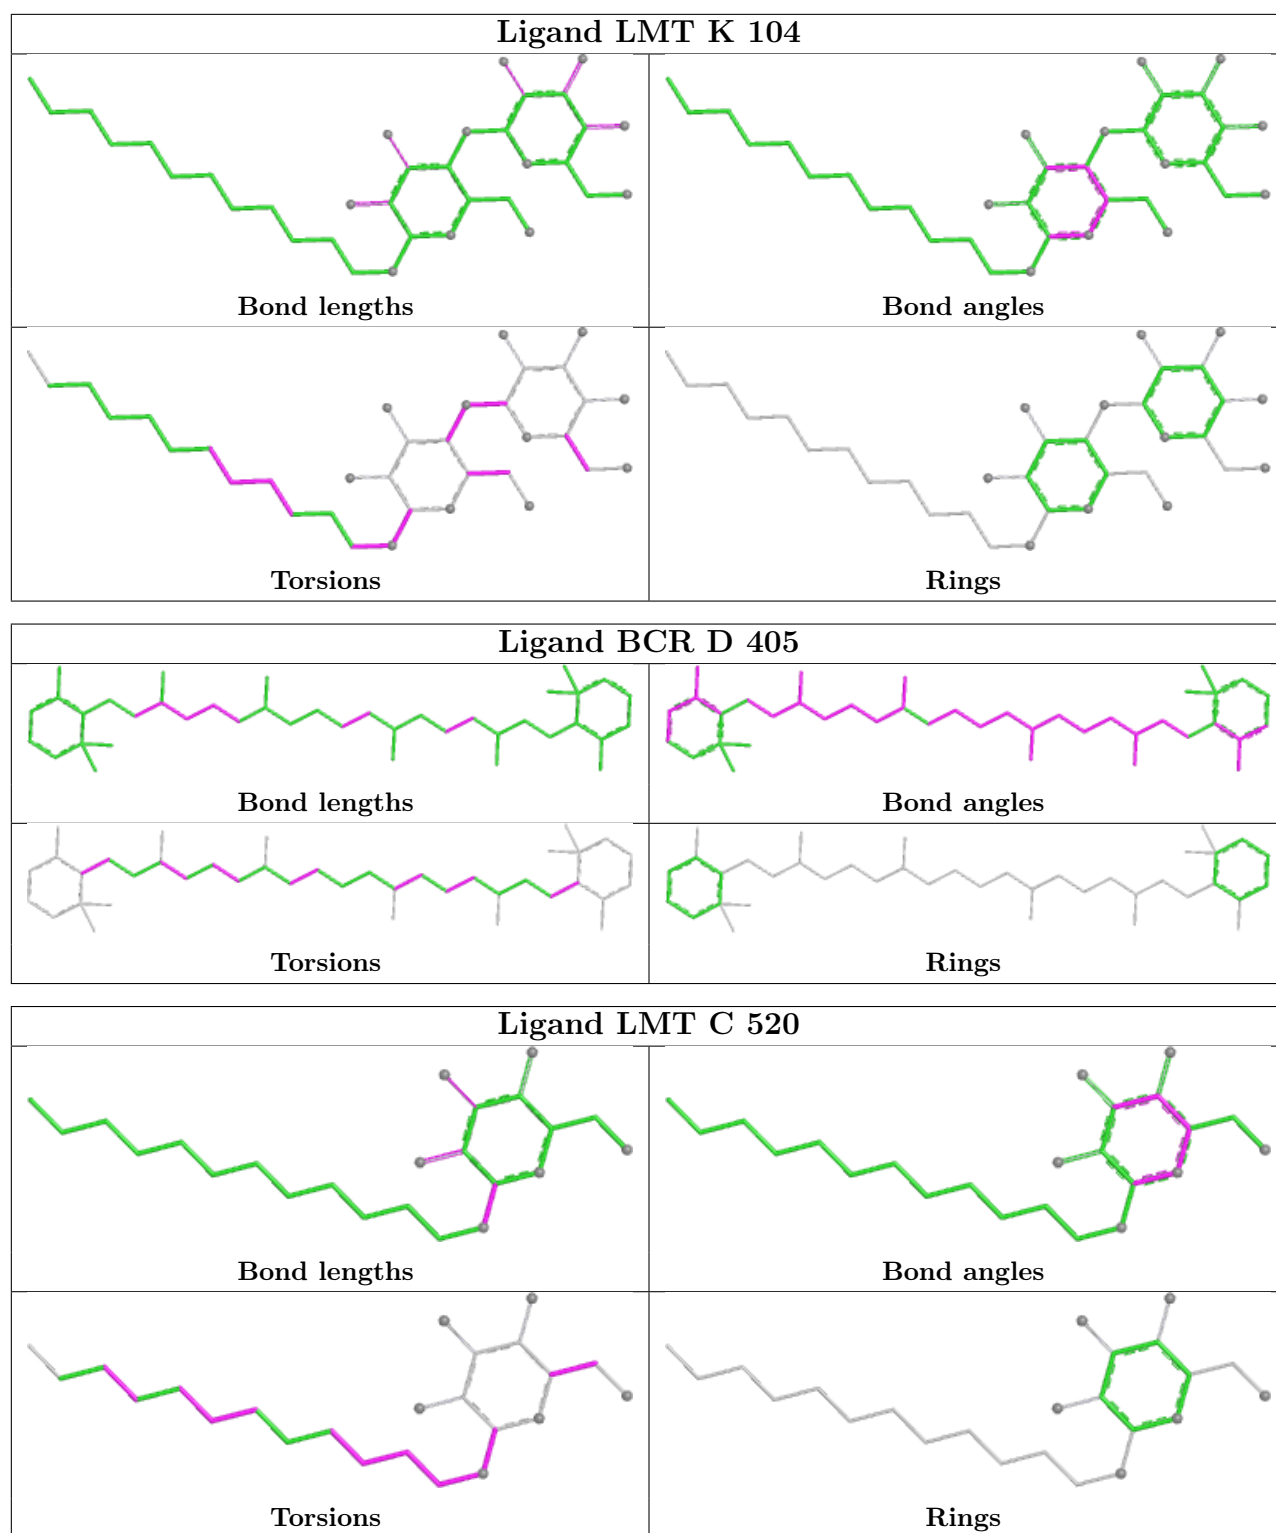 Ligand LMT K 104
Bond lengths
Bond angles
Torsions
Rings
Ligand BCR D 405
Bond lengths
Bond angles
Torsions
Rings
Ligand LMT C 520
Bond lengths
Bond angles
Torsions
Rings